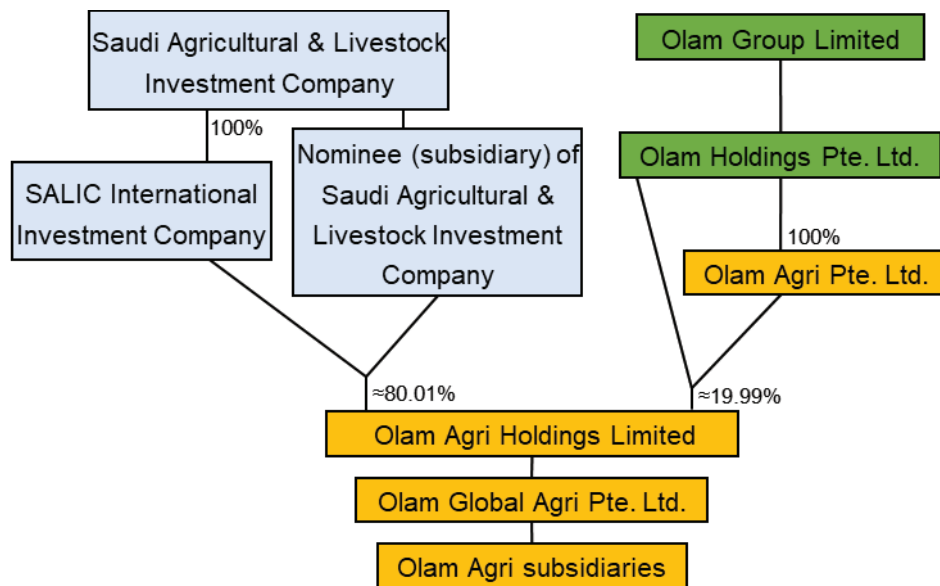 Saudi Agricultural & Livestock
Investment Company
100%
SALIC International
Investment Company
Nominee (subsidiary) of
Saudi Agricultural &
Livestock Investment
Company
≈80.01%
Olam Group Limited
Olam Holdings Pte. Ltd.
100%
Olam Agri Pte. Ltd.
≈19.99%
Olam Agri Holdings Limited
Olam Global Agri Pte. Ltd.
Olam Agri subsidiaries